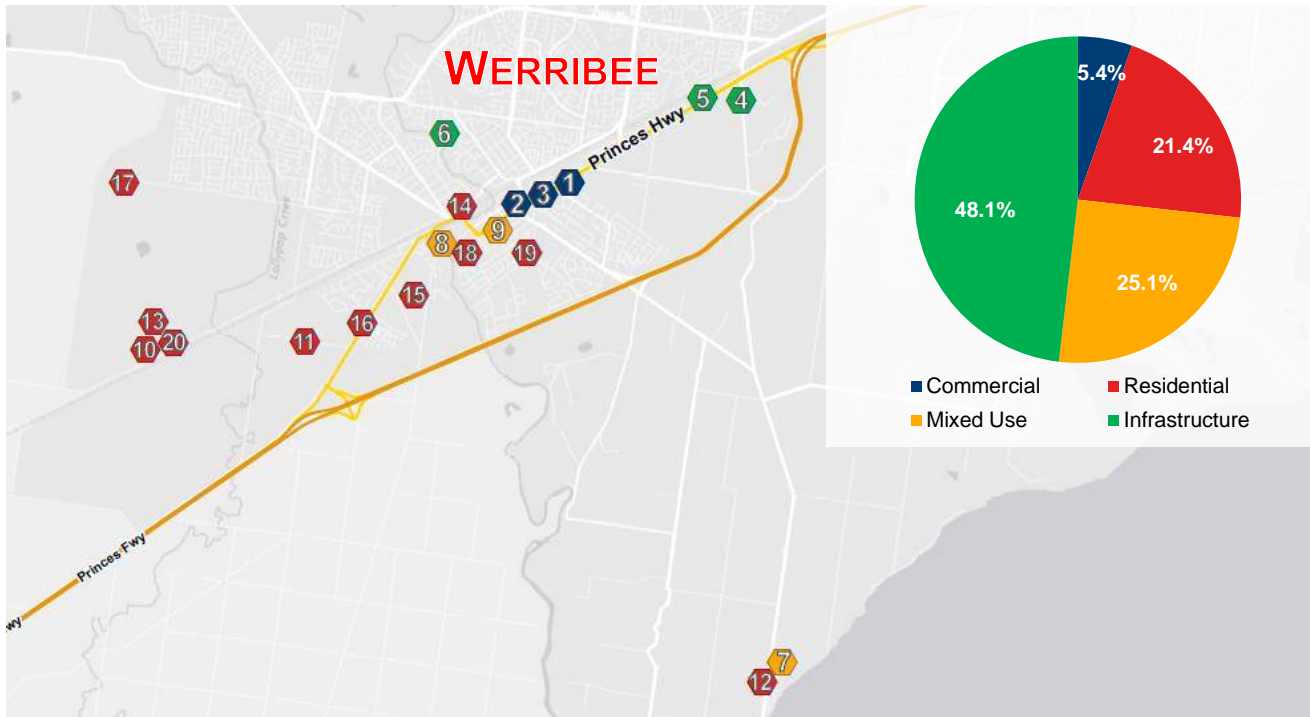 WERRIBEE
5.4%
5
4
Princes Hwy
6
21.4%
17
1
3
2
14
48.1%
9
8
18
19
Lollypop Creek
25.1%
15
13
16
20
11
10
Commercial
Residential
Mixed Use
Infrastructure
Princes Fwy
wy
7
12